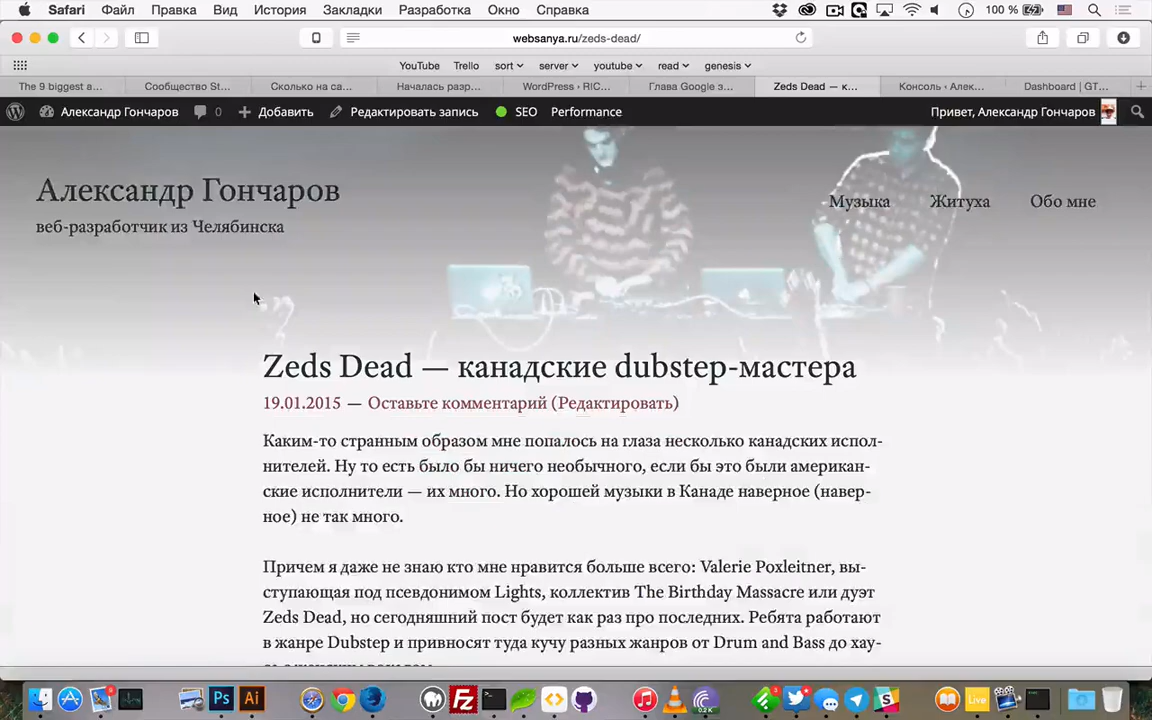 Safari Файл Правка Вид История Закладки Разработка Окно Справка 100 %
websanya.ru/zeds-dead/
YouTube Trello sort server youtube read genesis
The 9 biggest a... Сообщество St... Сколько на са... Началась разр... WordPress › RIC... Глава Google з... Zeds Dead — к... Консоль ‹ Алек... Dashboard | GT...
Александр Гончаров 0 Добавить Редактировать запись SEO Performance Привет, Александр Гончаров
Александр Гончаров
веб-разработчик из Челябинска
Музыка Житуха Обо мне
Zeds Dead — канадские dubstep-мастера
19.01.2015 — Оставьте комментарий (Редактировать)
Каким-то странным образом мне попалось на глаза несколько канадских испол-
нителей. Ну то есть было бы ничего необычного, если бы это были американ-
ские исполнители — их много. Но хорошей музыки в Канаде наверное (навер-
ное) не так много.
Причем я даже не знаю кто мне нравится больше всего: Valerie Poxleitner, вы-
ступающая под псевдонимом Lights, коллектив The Birthday Massacre или дуэт
Zeds Dead, но сегодняшний пост будет как раз про последних. Ребята работают
в жанре Dubstep и привносят туда кучу разных жанров от Drum and Bass до хау-
Ps Ai Fz Live